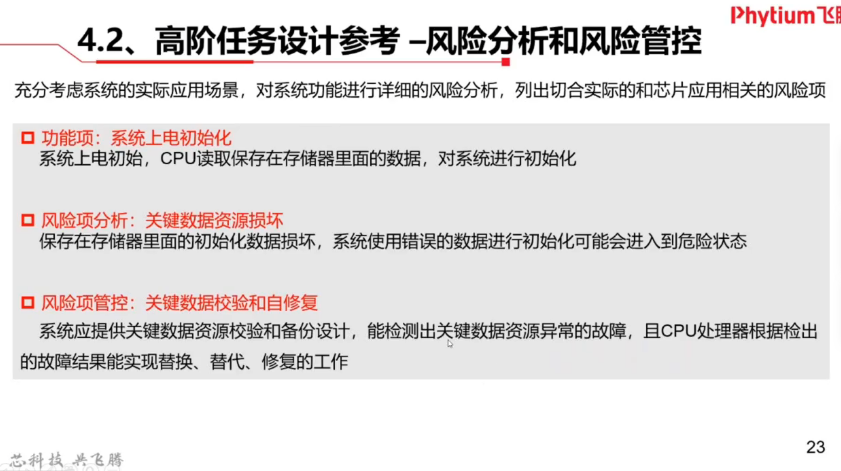 Phytium飞腾
4.2、高阶任务设计参考 –风险分析和风险管控
充分考虑系统的实际应用场景，对系统功能进行详细的风险分析，列出切合实际的和芯片应用相关的风险项
功能项：系统上电初始化
系统上电初始，CPU读取保存在存储器里面的数据，对系统进行初始化
风险项分析：关键数据资源损坏
保存在存储器里面的初始化数据损坏，系统使用错误的数据进行初始化可能会进入到危险状态
风险项管控：关键数据校验和自修复
系统应提供关键数据资源校验和备份设计，能检测出关键数据资源异常的故障，且CPU处理器根据检出
的故障结果能实现替换、替代、修复的工作
23
芯科技 共飞腾